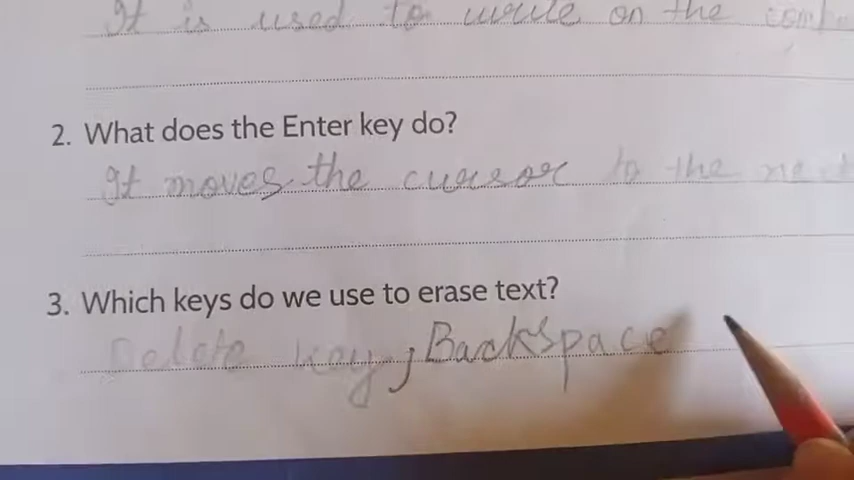 It is used to write on the
2. What does the Enter key do?
It moves the cursor to the
3. Which keys do we use to erase text?
Delete key, Backspace